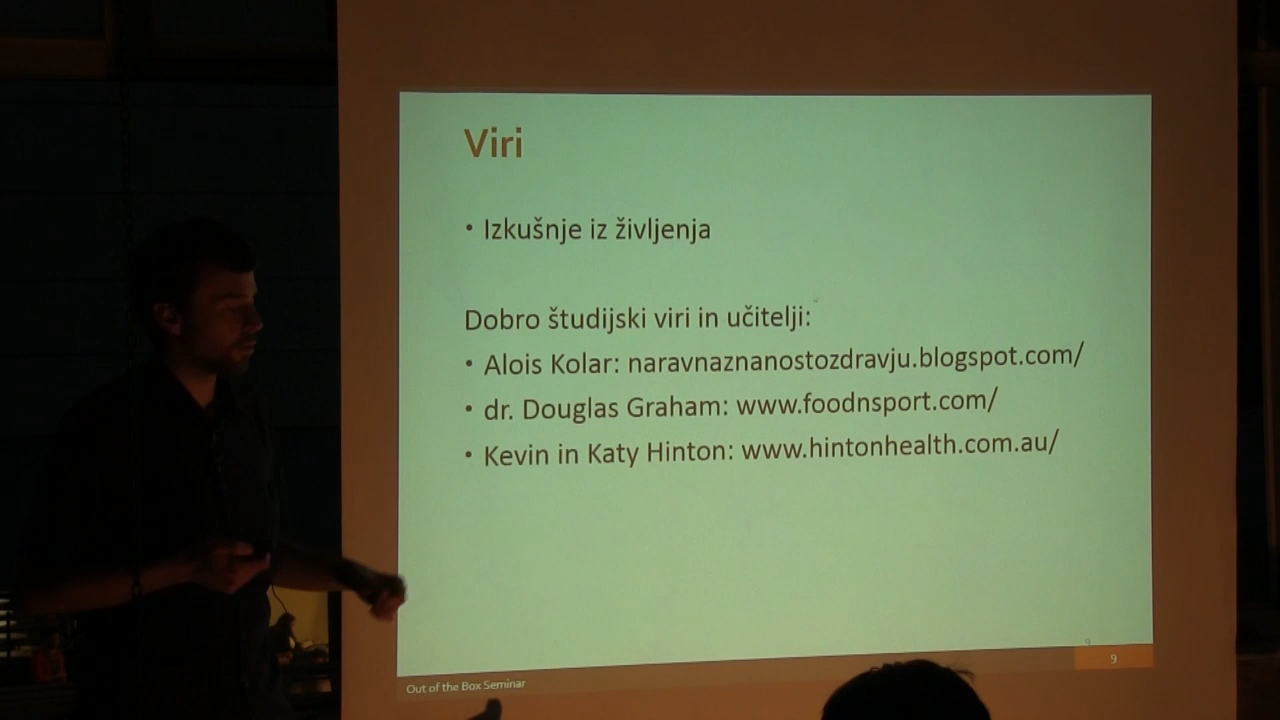 Viri
• Izkušnje iz življenja
Dobro študijski viri in učitelji:
• Alois Kolar: naravnaznanostozdravju.blogspot.com/
• dr. Douglas Graham: www.foodnsport.com/
• Kevin in Katy Hinton: www.hintonhealth.com.au/
9
Out of the Box Seminar
9